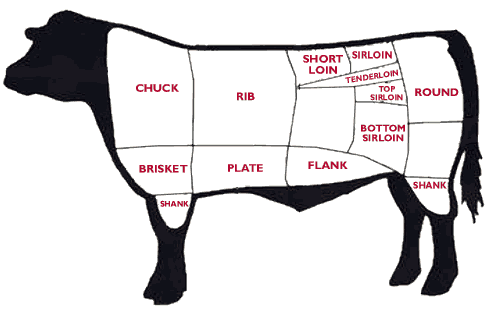 CHUCK
RIB
SHORT
LOIN
SIRLOIN
TENDERLOIN
TOP
SIRLOIN
BOTTOM
SIRLOIN
ROUND
BRISKET
PLATE
FLANK
SHANK
SHANK